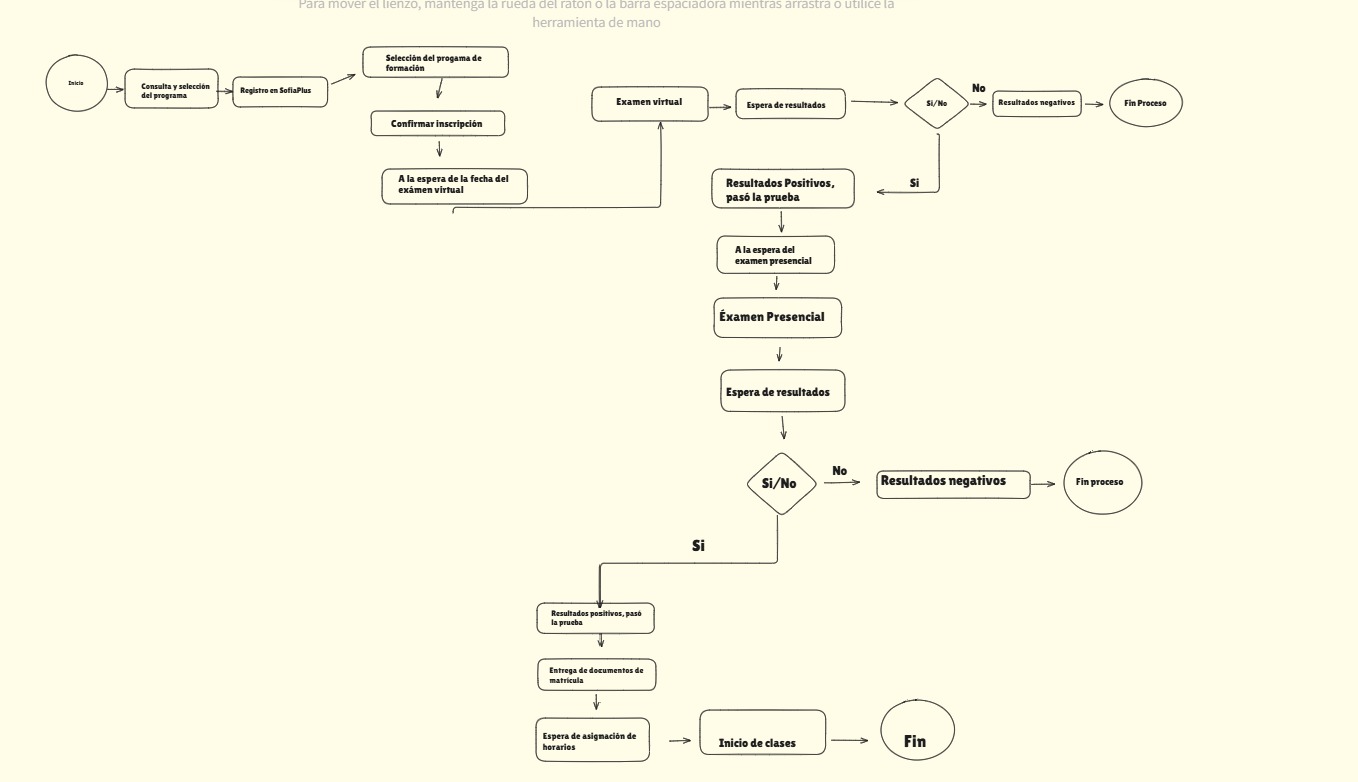 Para mover el lienzo, mantenga la rueda del ratón o la barra espaciadora mientras arrastra o utilice la
herramienta de mano
Inicio
Consulta y selección
del programa
Registro en SofiaPlus
Selección del progama de
formación
Confirmar inscripción
A la espera de la fecha del
exámen virtual
Examen virtual
Espera de resultados
Si/No
No
Resultados negativos
Fin Proceso
Si
Resultados Positivos,
pasó la prueba
A la espera del
examen presencial
Éxamen Presencial
Espera de resultados
Si/No
No
Resultados negativos
Fin proceso
Si
Resultados positivos, pasó
la prueba
Entrega de documentos de
matrícula
Espera de asignación de
horarios
Inicio de clases
Fin